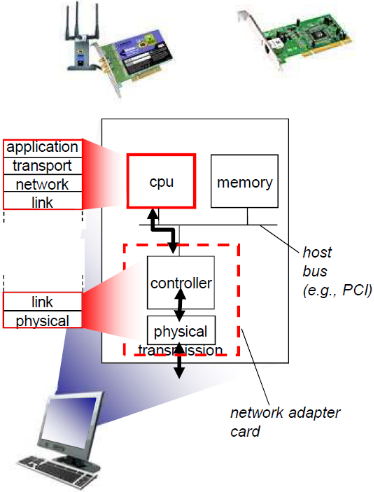 application
transport
network
link
cpu
memory
host
bus
(e.g., PCI)
controller
link
physical
physical
transmission
network adapter
card